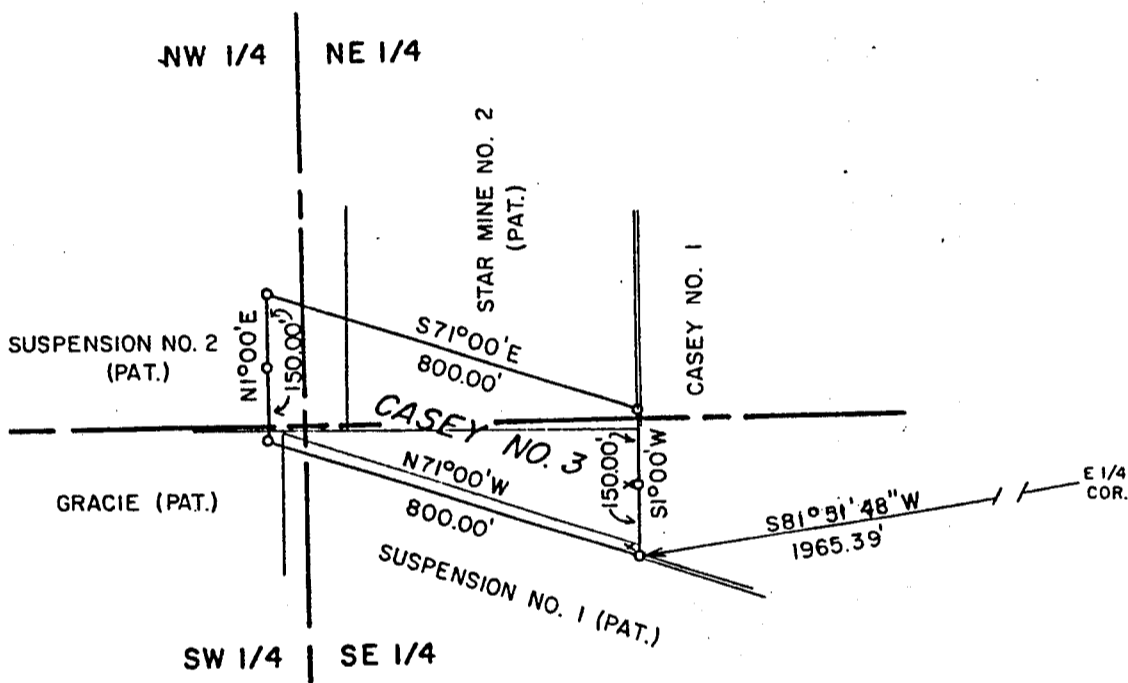 NW 1/4
NE 1/4
STAR MINE NO. 2
(PAT.)
CASEY NO. 1
SUSPENSION NO. 2
(PAT.)
N1°00'E
150.00'
S71°00'E
800.00'
CASEY NO. 3
150.00'
S1°00'W
N71°00'W
800.00'
GRACIE (PAT.)
E 1/4
COR.
S81°51'48"W
1965.39'
SUSPENSION NO. 1 (PAT.)
SW 1/4
SE 1/4